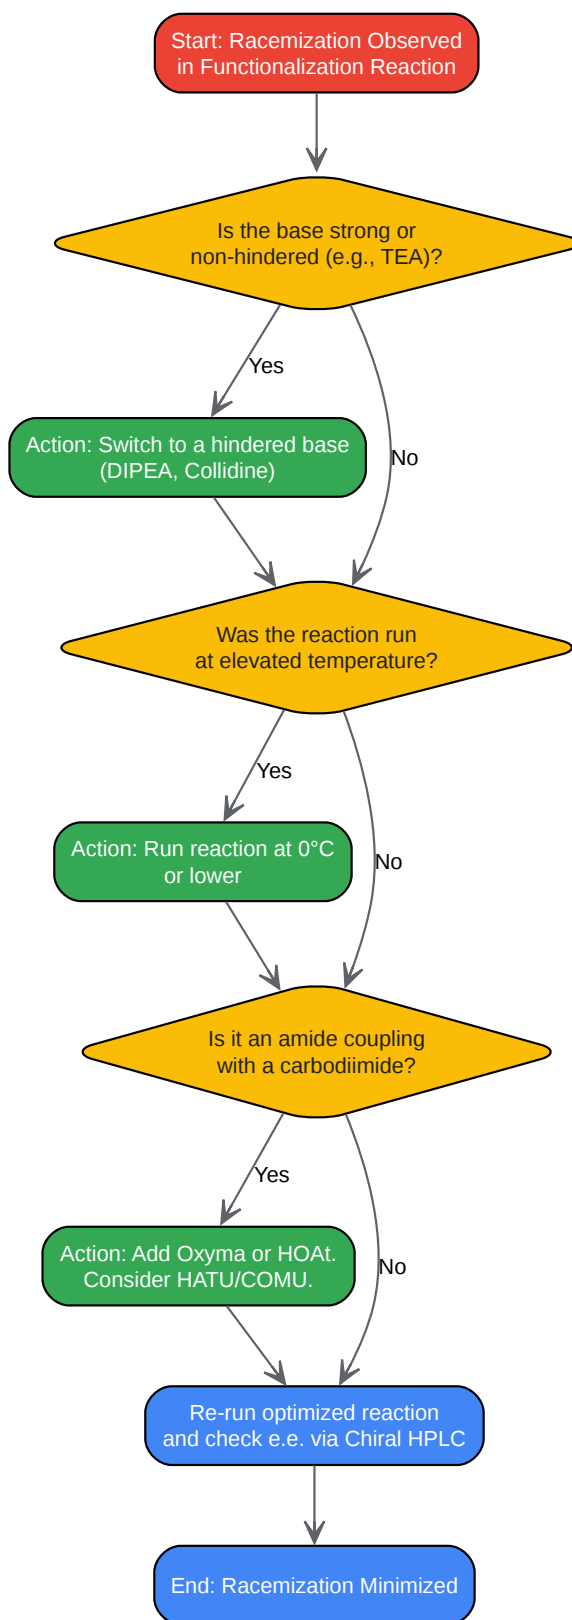 Start: Racemization Observed
in Functionalization Reaction
Is the base strong or
non-hindered (e.g., TEA)?
Yes
Action: Switch to a hindered base
(DIPEA, Collidine)
No
Was the reaction run
at elevated temperature?
Yes
Action: Run reaction at 0°C
or lower
No
Is it an amide coupling
with a carbodiimide?
Yes
Action: Add Oxyma or HOAt.
Consider HATU/COMU.
No
Re-run optimized reaction
and check e.e. via Chiral HPLC
End: Racemization Minimized